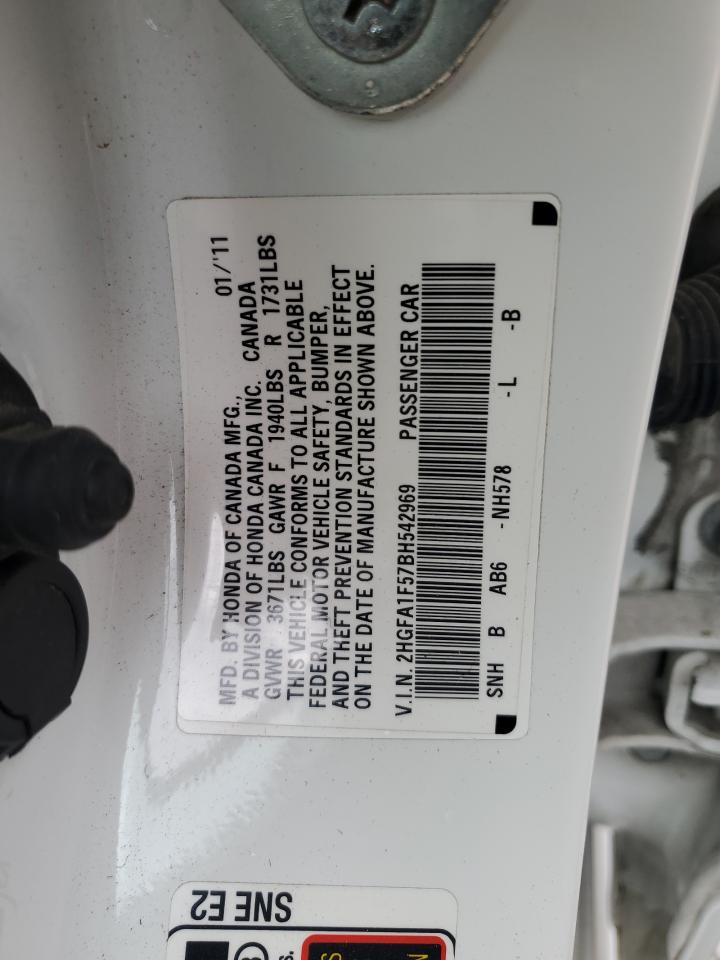 MFD. BY HONDA OF CANADA MFG., 01/'11
A DIVISION OF HONDA CANADA INC. CANADA
GVWR 3671LBS GAWR F 1940LBS R 1731LBS
THIS VEHICLE CONFORMS TO ALL APPLICABLE
FEDERAL MOTOR VEHICLE SAFETY, BUMPER,
AND THEFT PREVENTION STANDARDS IN EFFECT
ON THE DATE OF MANUFACTURE SHOWN ABOVE.
V.I.N. 2HGFA1F57BH542969 PASSENGER CAR
SNH B AB6 -NH578 -L -B
SNE E2